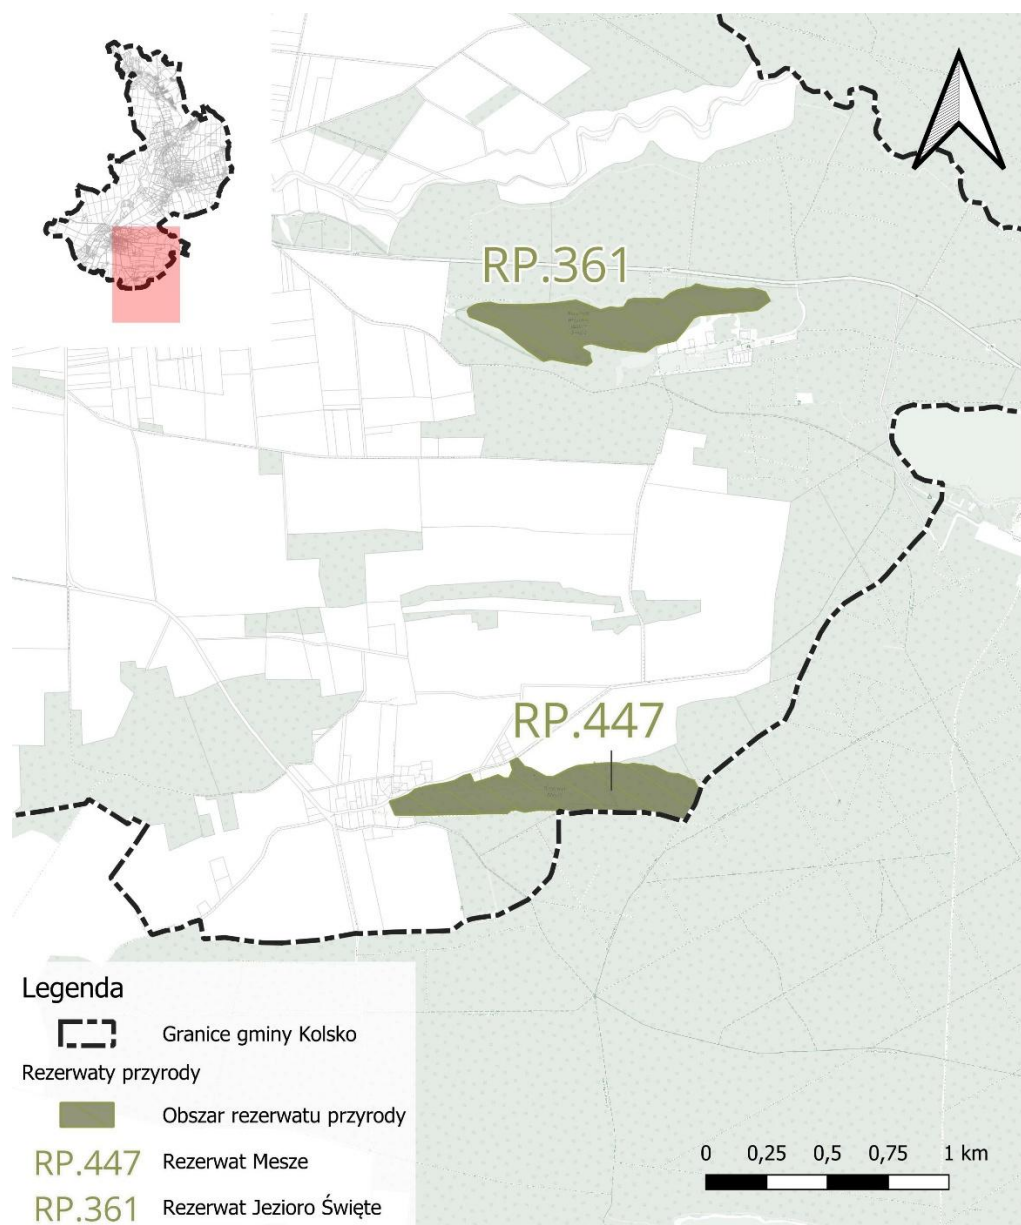 RP.361
RP.447
Legenda
Granice gminy Kolsko
Rezerwaty przyrody
Obszar rezerwatu przyrody
RP.447 Rezerwat Mesze
RP.361 Rezerwat Jezioro Święte
0 0,25 0,5 0,75 1 km